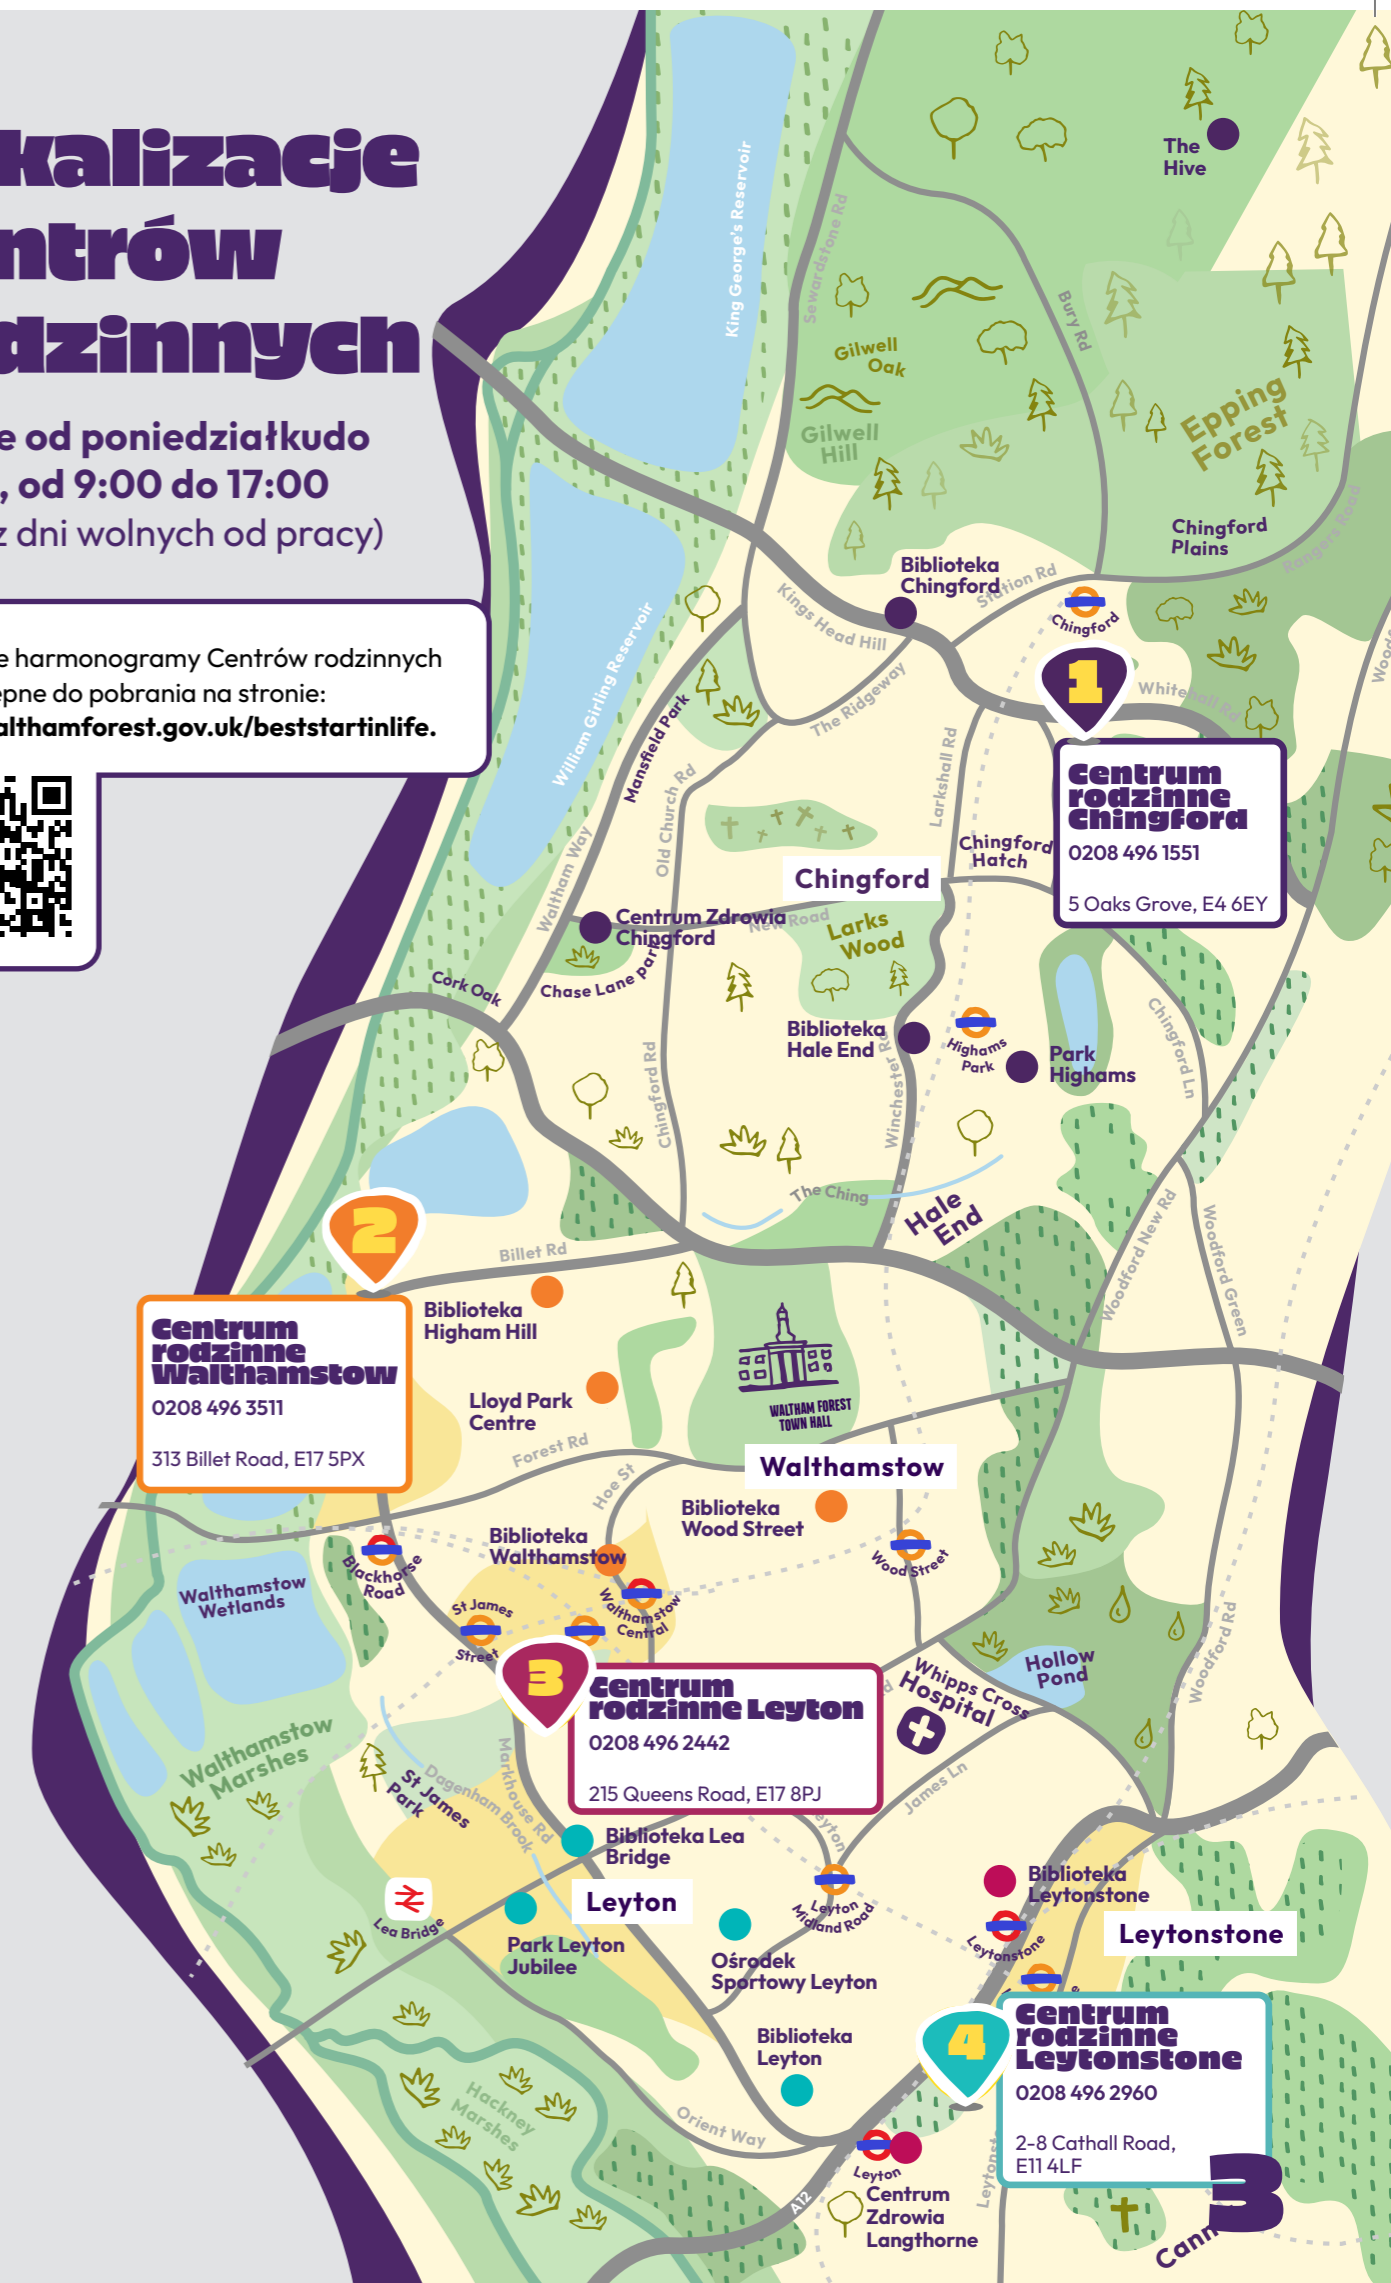 kalizacje
ntrów
dzinnych
e od poniedziałkudo
, od 9:00 do 17:00
z dni wolnych od pracy)
e harmonogramy Centrów rodzinnych
ępne do pobrania na stronie:
althamforest.gov.uk/beststartinlife.
King George's Reservoir
Sewardstone Rd
The
Hive
Bury Rd
Gilwell
Oak
Gilwell
Hill
Epping
Forest
Chingford
Plains
Rangers Road
Biblioteka
Chingford
Station Rd
Chingford
Kings Head Hill
William Girling Reservoir
Mansfield Park
The Ridgeway
1
Whitehall Rd
Centrum
rodzinne
Chingford
0208 496 1551
5 Oaks Grove, E4 6EY
Larkshall Rd
Old Church Rd
Waltham Way
Chingford
Hatch
Chingford
Centrum Zdrowia
Chingford
New Road
Larks
Wood
Chase Lane park
Cork Oak
Biblioteka
Hale End
Highams
Park
Park
Highams
Chingford Ln
Winchester Rd
Chingford Rd
The Ching
Hale
End
Woodford New Rd
Woodford Green
2
Billet Rd
Centrum
rodzinne
Walthamstow
0208 496 3511
313 Billet Road, E17 5PX
Biblioteka
Higham Hill
Lloyd Park
Centre
WALTHAM FOREST
TOWN HALL
Forest Rd
Hoe St
Walthamstow
Biblioteka
Wood Street
Biblioteka
Walthamstow
Wood Street
Blackhorse
Road
Walthamstow
Wetlands
St James
Street
Walthamstow
Central
3
Centrum
rodzinne Leyton
0208 496 2442
215 Queens Road, E17 8PJ
Whipps Cross
Hospital
Hollow
Pond
Woodford Rd
Walthamstow
Marshes
St James
Park
Dagenham Brook
Markhouse Rd
James Ln
Biblioteka Lea
Bridge
Leyton
Lea Bridge
Park Leyton
Jubilee
Leyton
Midland Road
Ośrodek
Sportowy Leyton
Biblioteka
Leytonstone
Leytonstone
Leytonstone
Biblioteka
Leyton
4
Centrum
rodzinne
Leytonstone
0208 496 2960
2-8 Cathall Road,
E11 4LF
Hackney
Marshes
Orient Way
A12
Leyton
Centrum
Zdrowia
Langthorne
Cann
3